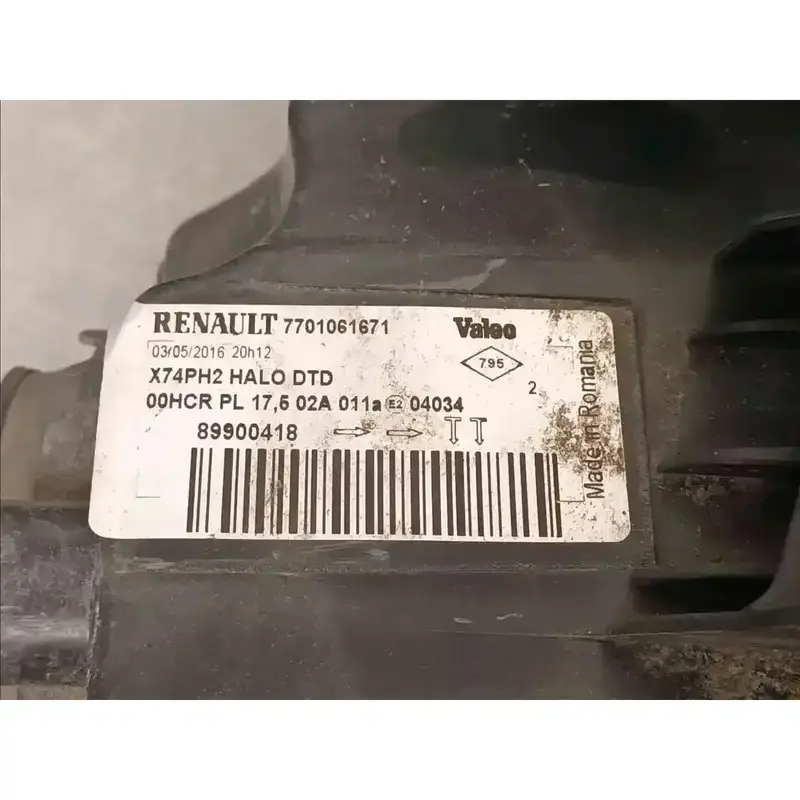 RENAULT 7701061671 Valeo
03/05/2016 20h12 795
X74PH2 HALO DTD 2
00HCR PL 17,5 02A 011a E2 04034
89900418
Made in Romania